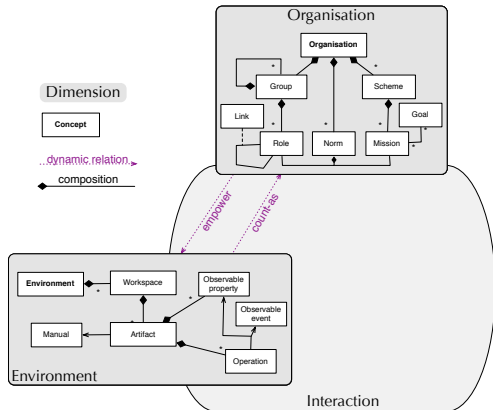 Organisation
Organisation
*
*
*
Group
Scheme
Dimension
Link
Goal
Concept
*
*
*
*
Role
Norm
Mission
dynamic relation
composition
empower
count-as
Environment
Workspace
Observable
property
*
*
*
Observable
event
Manual
Artifact
*
Operation
Environment
Interaction